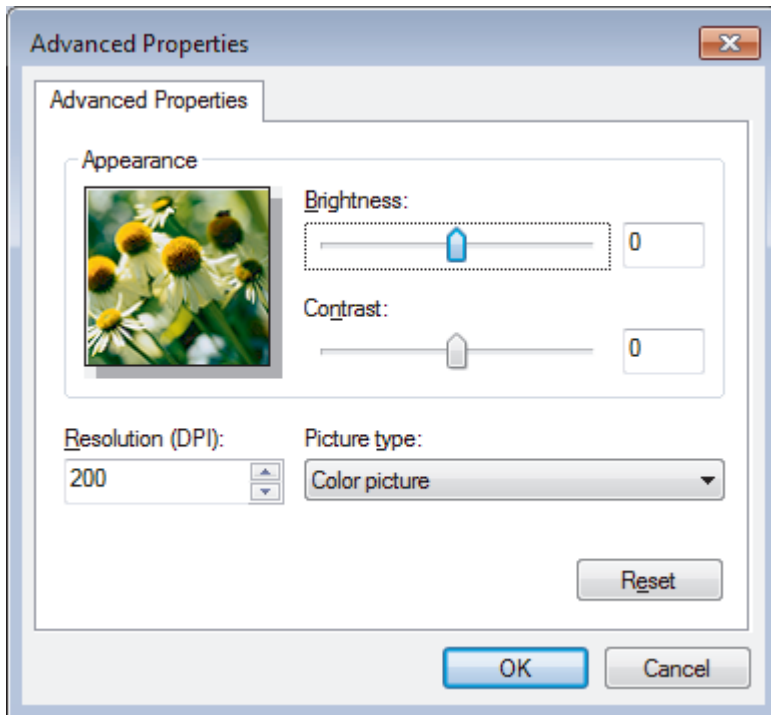 Advanced Properties
Advanced Properties
Appearance
Brightness:
0
Contrast:
0
Resolution (DPI):
Picture type:
200
Color picture
Reset
OK
Cancel